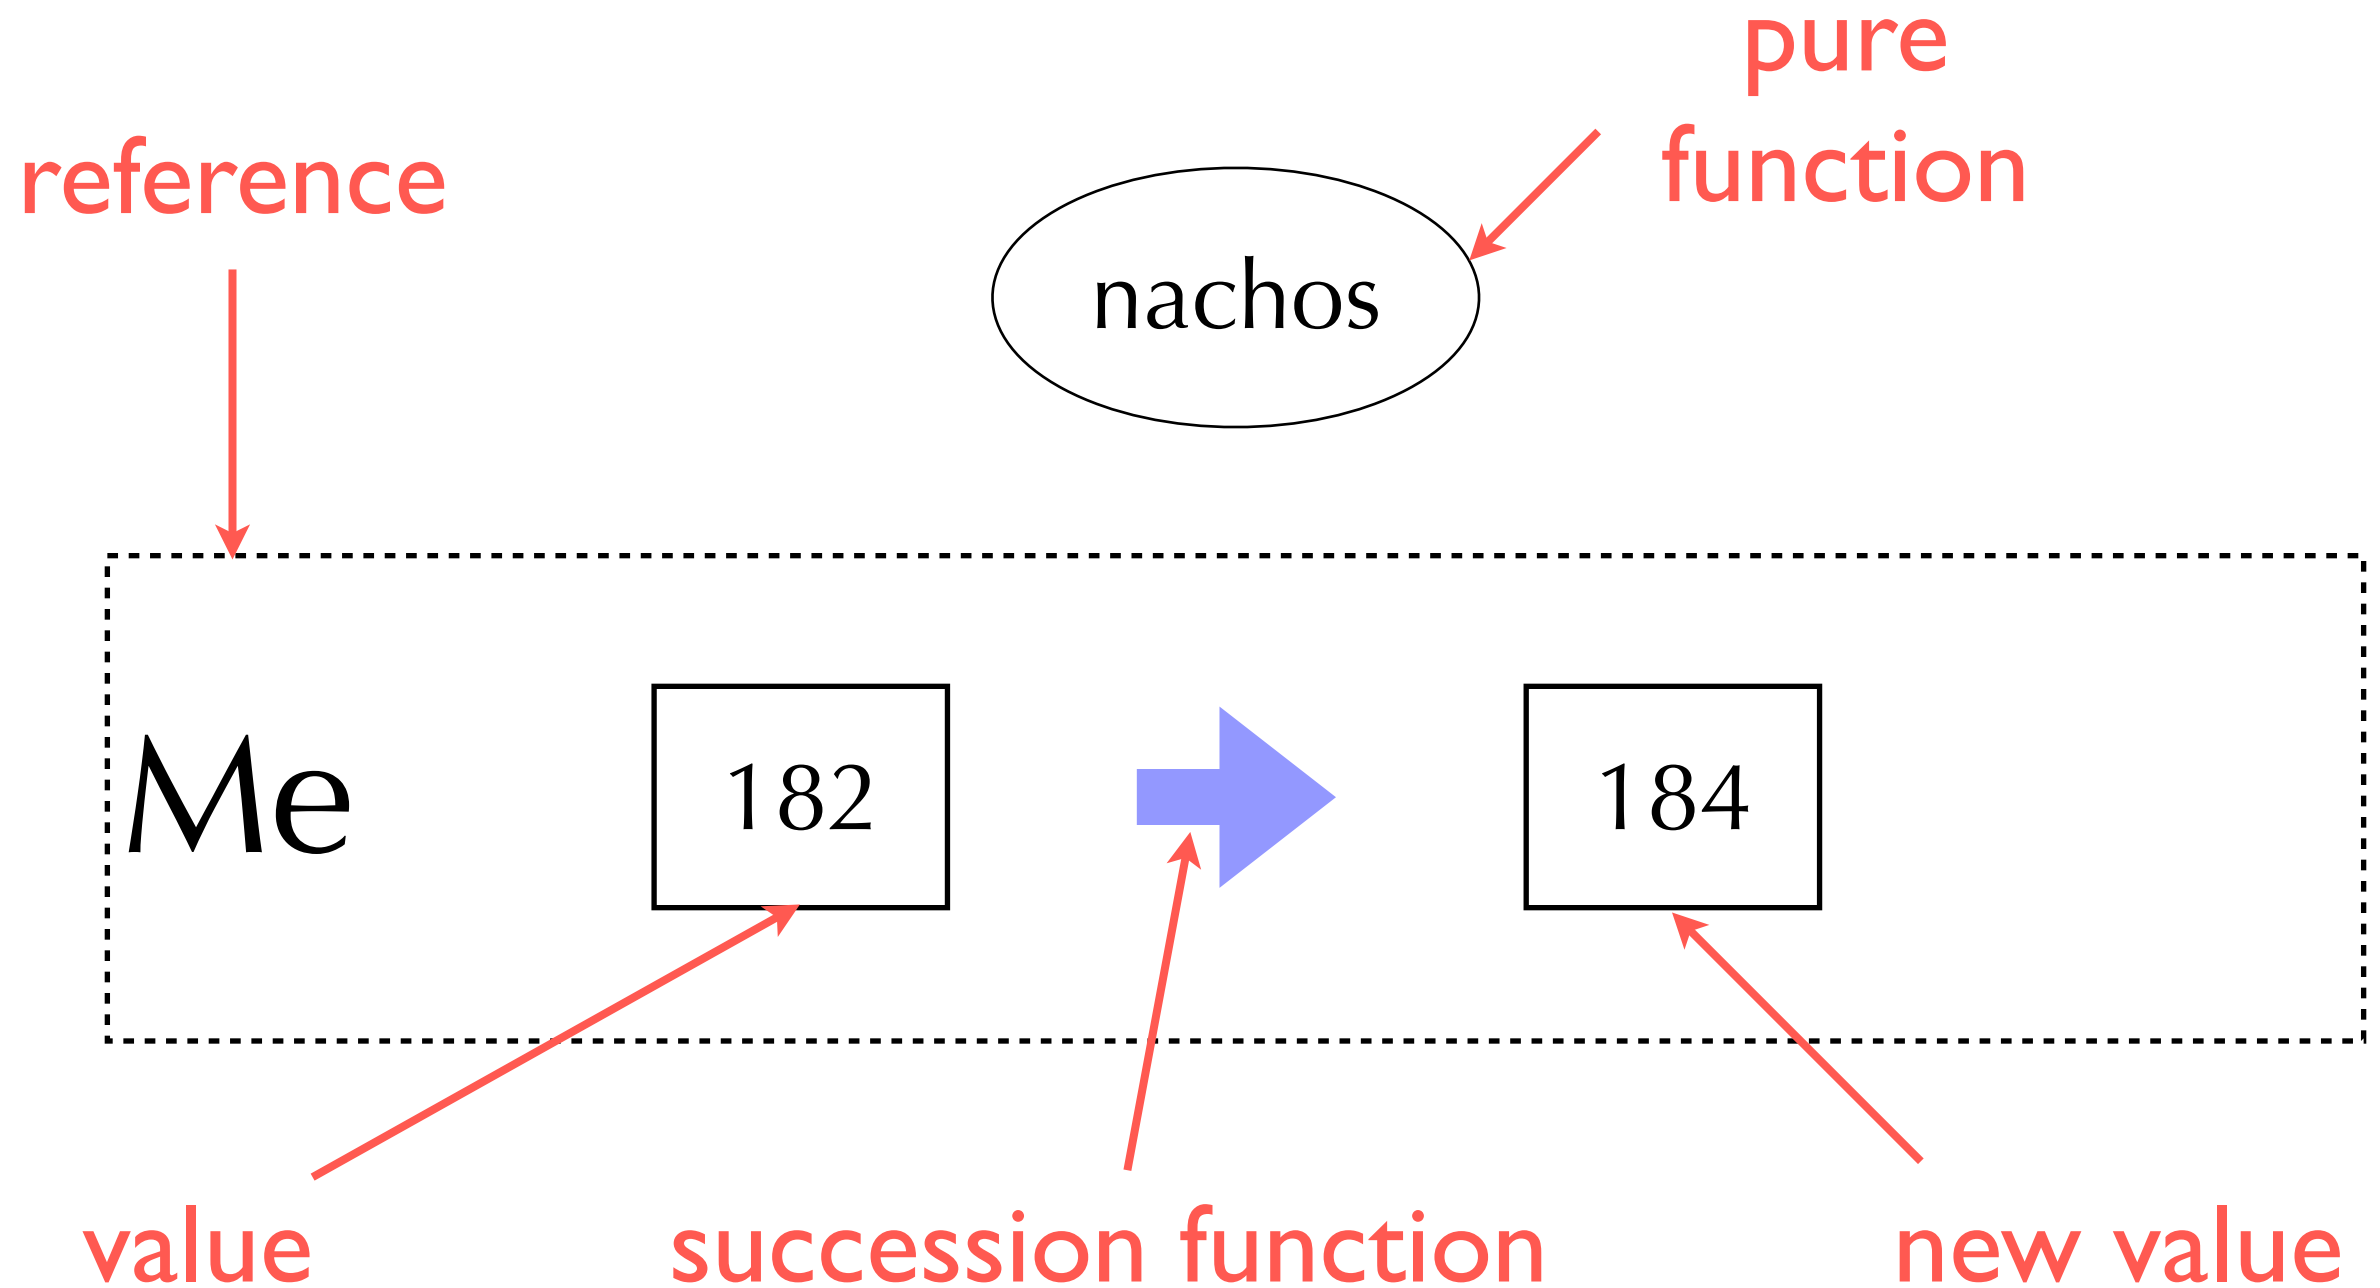 pure
function
reference
nachos
Me
182
184
value
succession function
new value